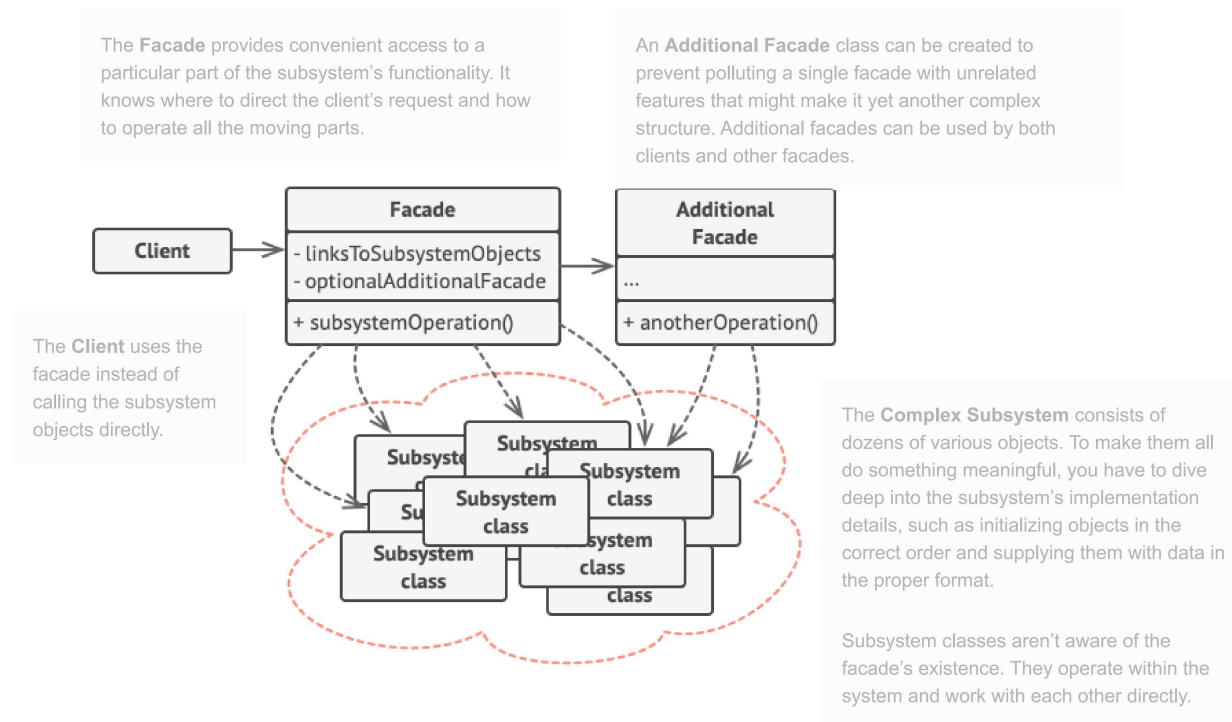 The Facade provides convenient access to a
particular part of the subsystem’s functionality. It
knows where to direct the client’s request and how
to operate all the moving parts.
An Additional Facade class can be created to
prevent polluting a single facade with unrelated
features that might make it yet another complex
structure. Additional facades can be used by both
clients and other facades.
Client
Facade
- linksToSubsystemObjects
- optionalAdditionalFacade
+ subsystemOperation()
Additional
Facade
...
+ anotherOperation()
The Client uses the
facade instead of
calling the subsystem
objects directly.
Subsystem
class
Subsystem
class
Subsystem
class
Subsystem
class
class
The Complex Subsystem consists of
dozens of various objects. To make them all
do something meaningful, you have to dive
deep into the subsystem’s implementation
details, such as initializing objects in the
correct order and supplying them with data in
the proper format.
Subsystem classes aren’t aware of the
facade’s existence. They operate within the
system and work with each other directly.